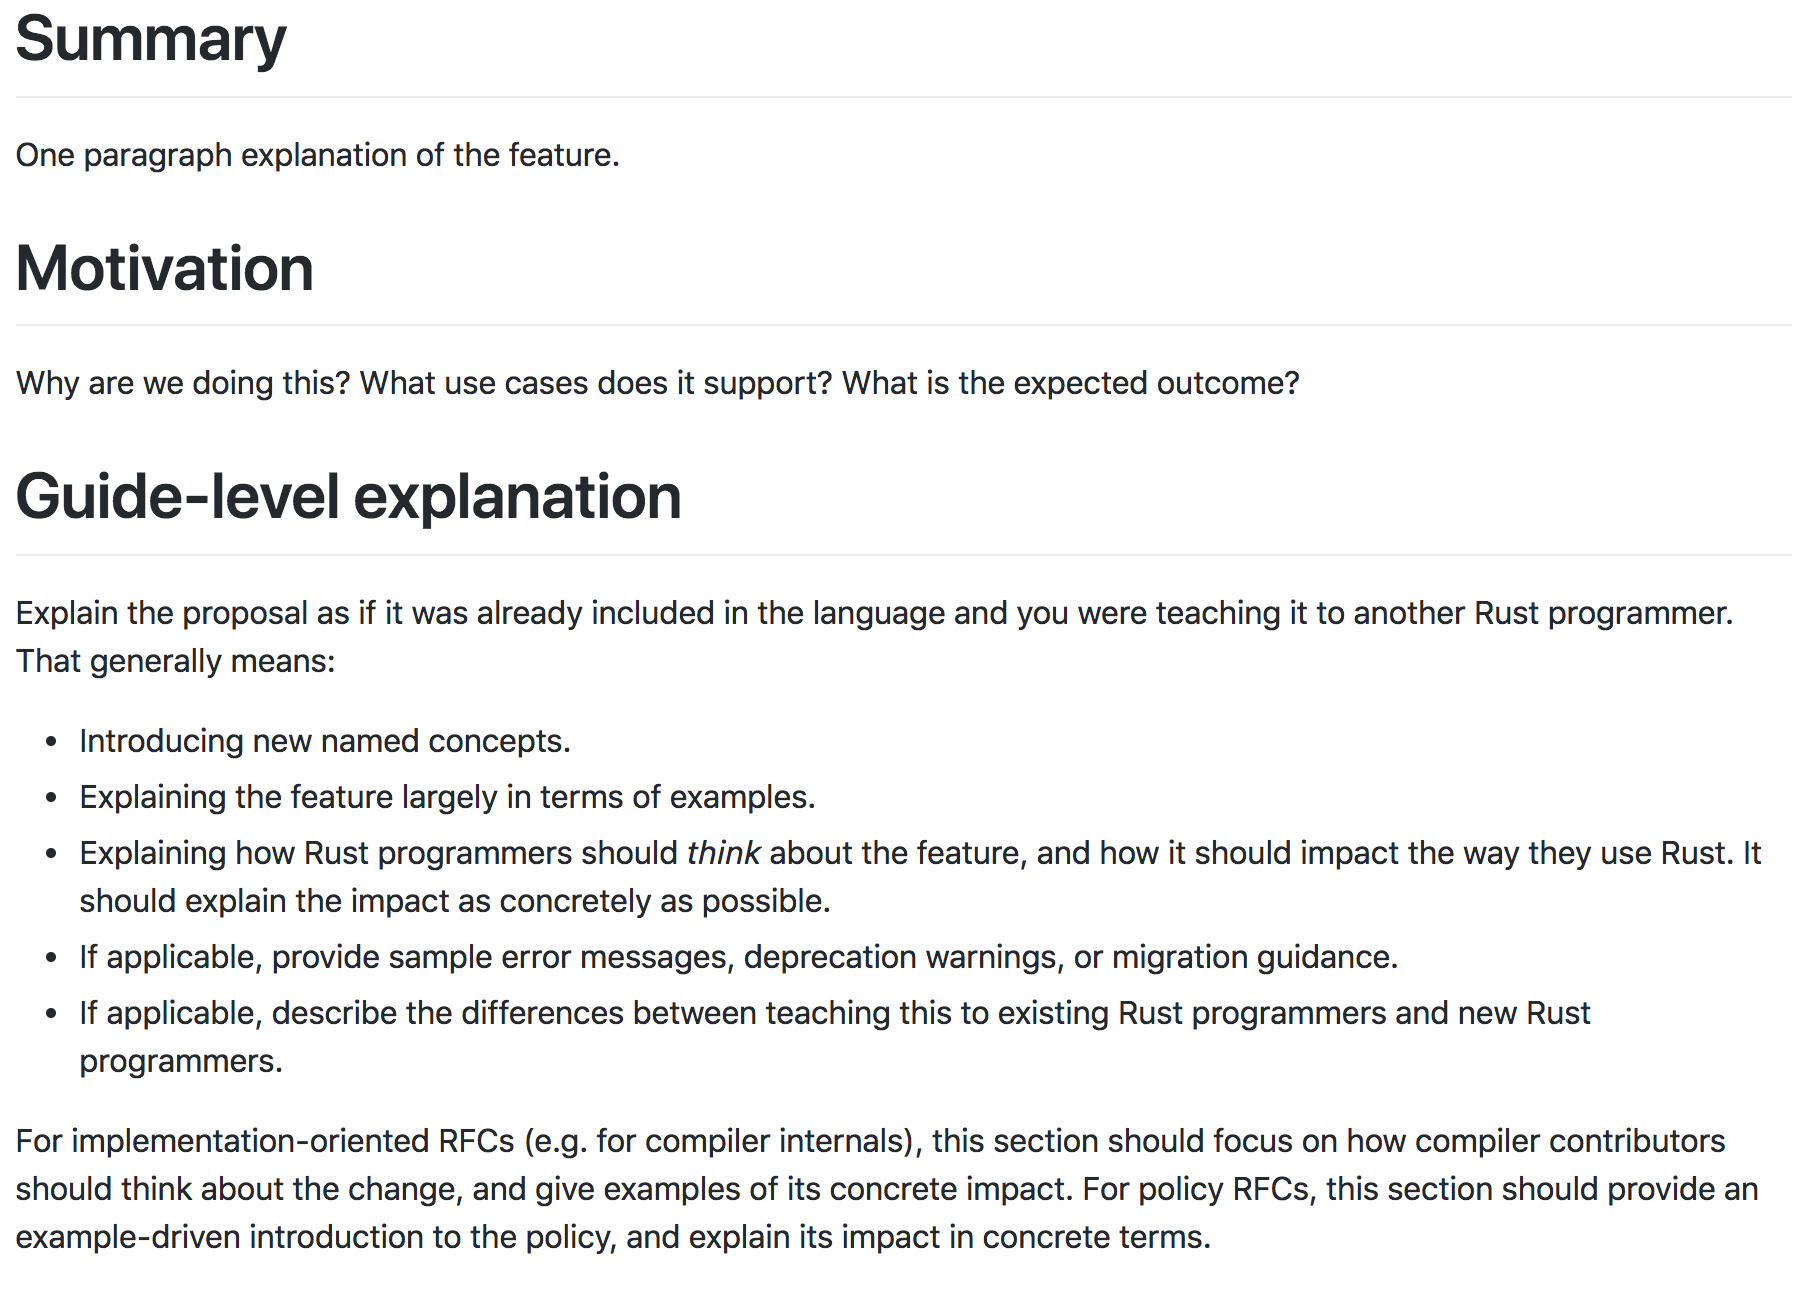 Summary
One paragraph explanation of the feature.
Motivation
Why are we doing this? What use cases does it support? What is the expected outcome?
Guide-level explanation
Explain the proposal as if it was already included in the language and you were teaching it to another Rust programmer.
That generally means:
• Introducing new named concepts.
• Explaining the feature largely in terms of examples.
• Explaining how Rust programmers should think about the feature, and how it should impact the way they use Rust. It
should explain the impact as concretely as possible.
• If applicable, provide sample error messages, deprecation warnings, or migration guidance.
• If applicable, describe the differences between teaching this to existing Rust programmers and new Rust
programmers.
For implementation-oriented RFCs (e.g. for compiler internals), this section should focus on how compiler contributors
should think about the change, and give examples of its concrete impact. For policy RFCs, this section should provide an
example-driven introduction to the policy, and explain its impact in concrete terms.